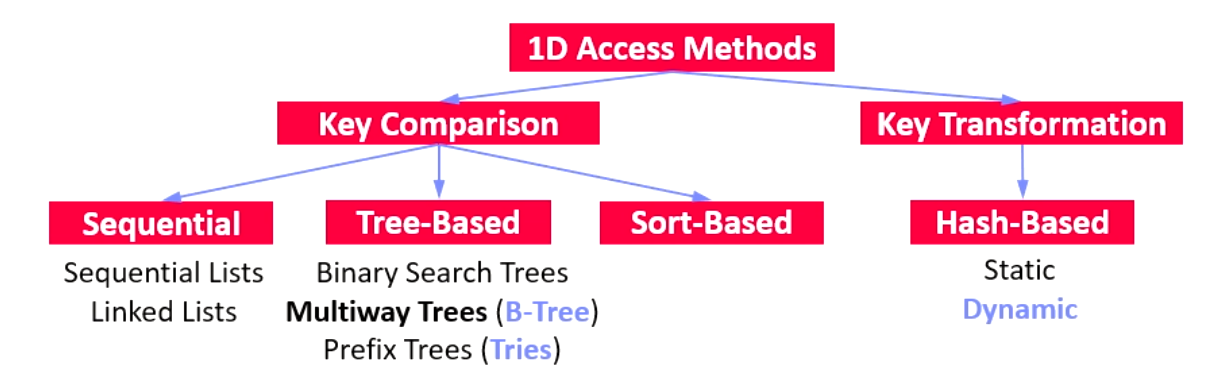 1D Access Methods
Key Comparison
Key Transformation
Sequential
Tree-Based
Sort-Based
Hash-Based
Sequential Lists
Linked Lists
Binary Search Trees
Multiway Trees (B-Tree)
Prefix Trees (Tries)
Static
Dynamic